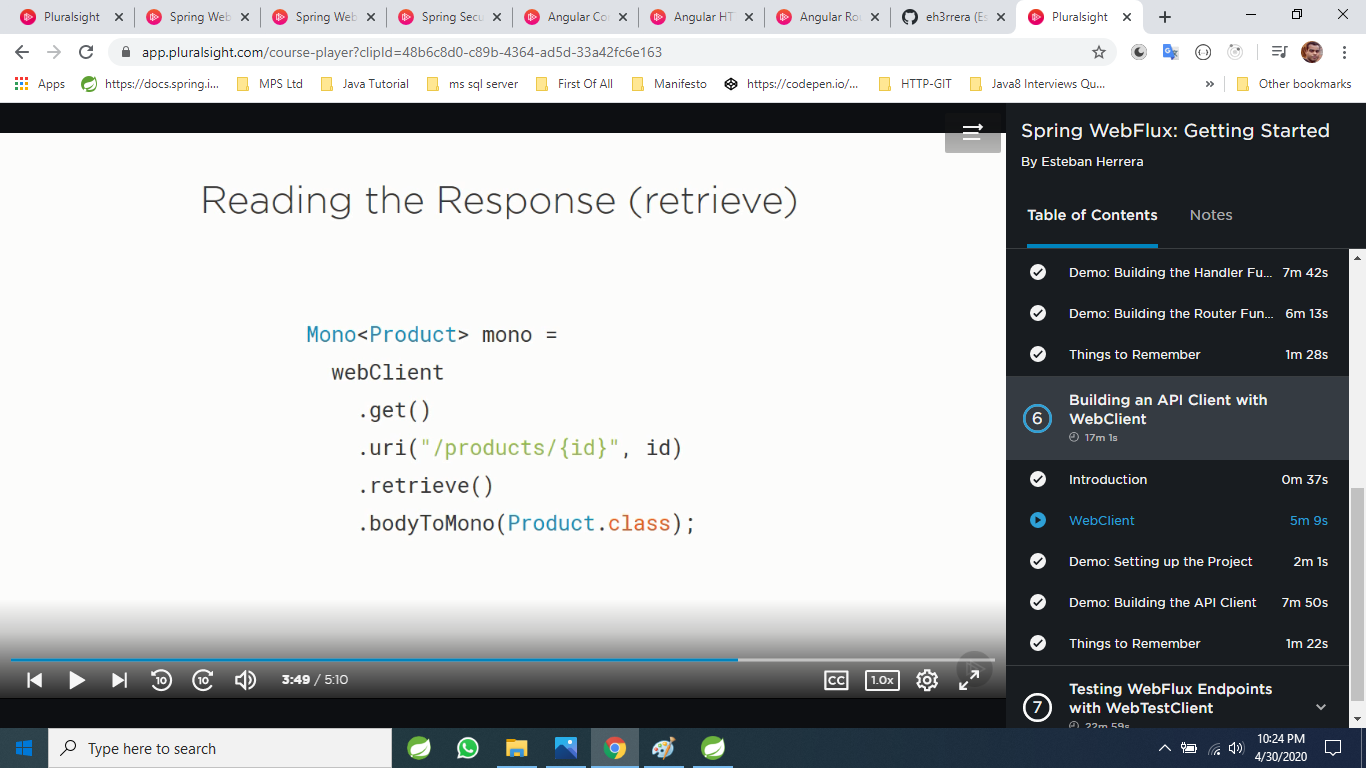 Pluralsight
Spring Web
Spring Web
Spring Secu
Angular Co
Angular HT
Angular Rou
eh3rrera (Es
Pluralsight
app.pluralsight.com/course-player?clipId=48b6c8d0-c89b-4364-ad5d-33a42fc6e163
Apps
https://docs.spring.i...
MPS Ltd
Java Tutorial
ms sql server
First Of All
Manifesto
https://codepen.io/...
HTTP-GIT
Java8 Interviews Qu...
»
Other bookmarks
Reading the Response (retrieve)
Mono<Product> mono =
webClient
.get()
.uri("/products/{id}", id)
.retrieve()
.bodyToMono(Product.class);
10
10
3:49 / 5:10
CC
1.0x
Spring WebFlux: Getting Started
By Esteban Herrera
Table of Contents
Notes
Demo: Building the Handler Fu... 7m 42s
Demo: Building the Router Fun... 6m 13s
Things to Remember 1m 28s
6
Building an API Client with
WebClient
17m 1s
Introduction 0m 37s
WebClient 5m 9s
Demo: Setting up the Project 2m 1s
Demo: Building the API Client 7m 50s
Things to Remember 1m 22s
7
Testing WebFlux Endpoints
with WebTestClient
22m 59s
Type here to search
10:24 PM
4/30/2020